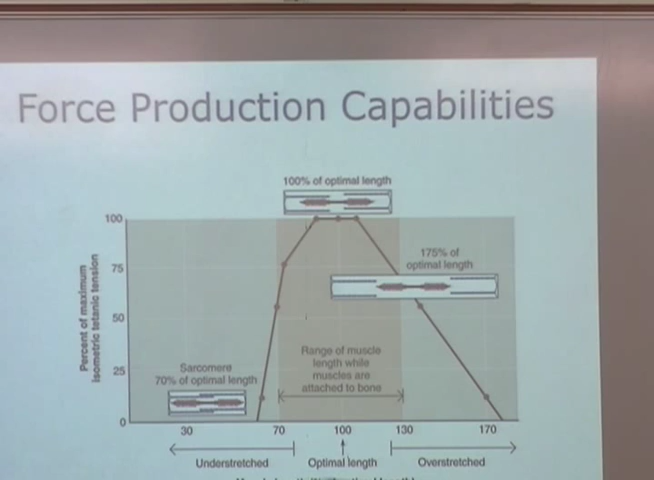 Force Production Capabilities
100% of optimal length
100
175% of
optimal length
75
Percent of maximum
isometric tetanic tension
50
Range of muscle
length while
muscles are
attached to bone
Sarcomere
70% of optimal length
25
0
30
70
100
130
170
Understretched
Optimal length
Overstretched